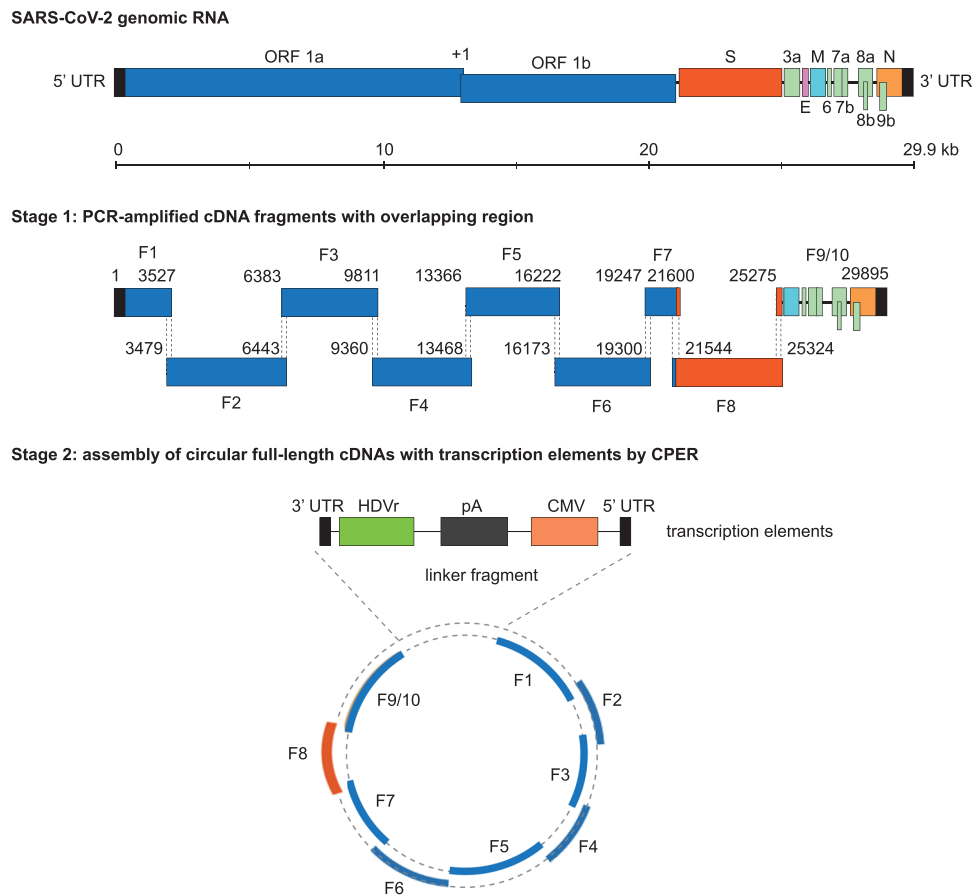 SARS-CoV-2 genomic RNA
ORF 1a +1 ORF 1b S 3a M 7a 8a N
5’ UTR 3’ UTR
E 6 7b 8b 9b
0 10 20 29.9 kb
Stage 1: PCR-amplified cDNA fragments with overlapping region
F1 F3 F5 F7 F9/10
1 3527 6383 9811 13366 16222 19247 21600 25275 29895
3479 6443 9360 13468 16173 19300 21544 25324
F2 F4 F6 F8
Stage 2: assembly of circular full-length cDNAs with transcription elements by CPER
3’ UTR HDVr pA CMV 5’ UTR
transcription elements
linker fragment
F1
F9/10 F2
F8
F3
F7
F5 F4
F6